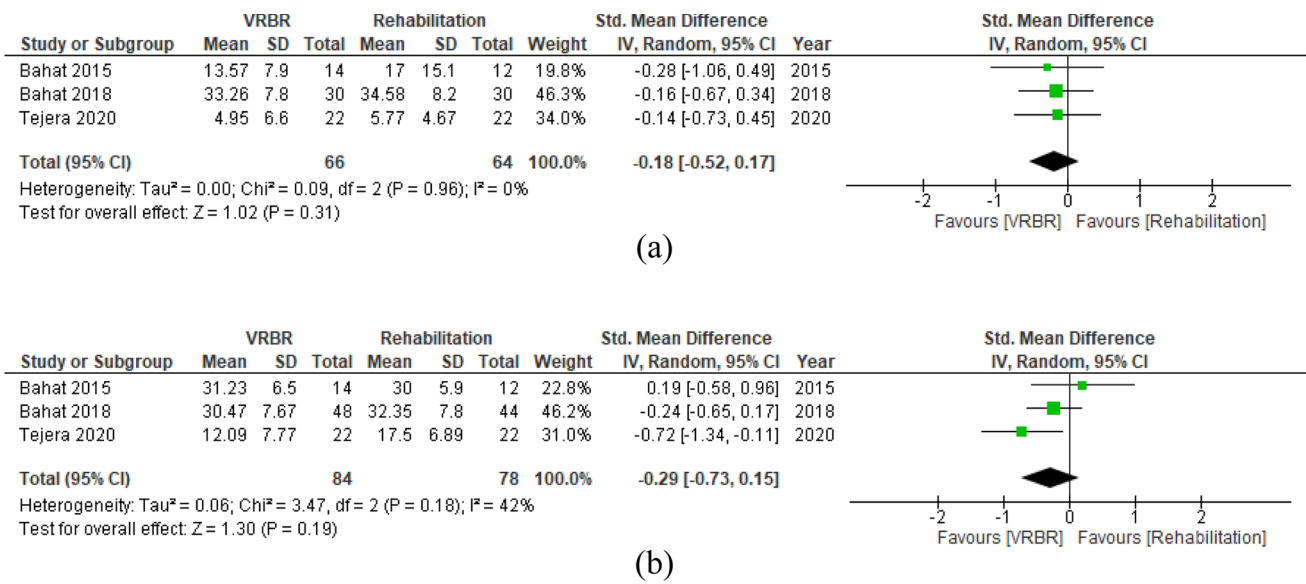 VRBR Rehabilitation Std. Mean Difference Std. Mean Difference
Study or Subgroup Mean SD Total Mean SD Total Weight IV, Random, 95% CI Year IV, Random, 95% CI
Bahat 2015 13.57 7.9 14 17 15.1 12 19.8% -0.28 [-1.06, 0.49] 2015
Bahat 2018 33.26 7.8 30 34.58 8.2 30 46.3% -0.16 [-0.67, 0.34] 2018
Tejera 2020 4.95 6.6 22 5.77 4.67 22 34.0% -0.14 [-0.73, 0.45] 2020
Total (95% CI) 66 64 100.0% -0.18 [-0.52, 0.17]
Heterogeneity: Tau² = 0.00; Chi² = 0.09, df = 2 (P = 0.96); I² = 0%
Test for overall effect: Z = 1.02 (P = 0.31)
-2 -1 0 1 2
Favours [VRBR] Favours [Rehabilitation]
(a)
VRBR Rehabilitation Std. Mean Difference Std. Mean Difference
Study or Subgroup Mean SD Total Mean SD Total Weight IV, Random, 95% CI Year IV, Random, 95% CI
Bahat 2015 31.23 6.5 14 30 5.9 12 22.8% 0.19 [-0.58, 0.96] 2015
Bahat 2018 30.47 7.67 48 32.35 7.8 44 46.2% -0.24 [-0.65, 0.17] 2018
Tejera 2020 12.09 7.77 22 17.5 6.89 22 31.0% -0.72 [-1.34, -0.11] 2020
Total (95% CI) 84 78 100.0% -0.29 [-0.73, 0.15]
Heterogeneity: Tau² = 0.06; Chi² = 3.47, df = 2 (P = 0.18); I² = 42%
Test for overall effect: Z = 1.30 (P = 0.19)
-2 -1 0 1 2
Favours [VRBR] Favours [Rehabilitation]
(b)